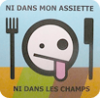 NI DANS MON ASSIETTE
NI DANS LES CHAMPS